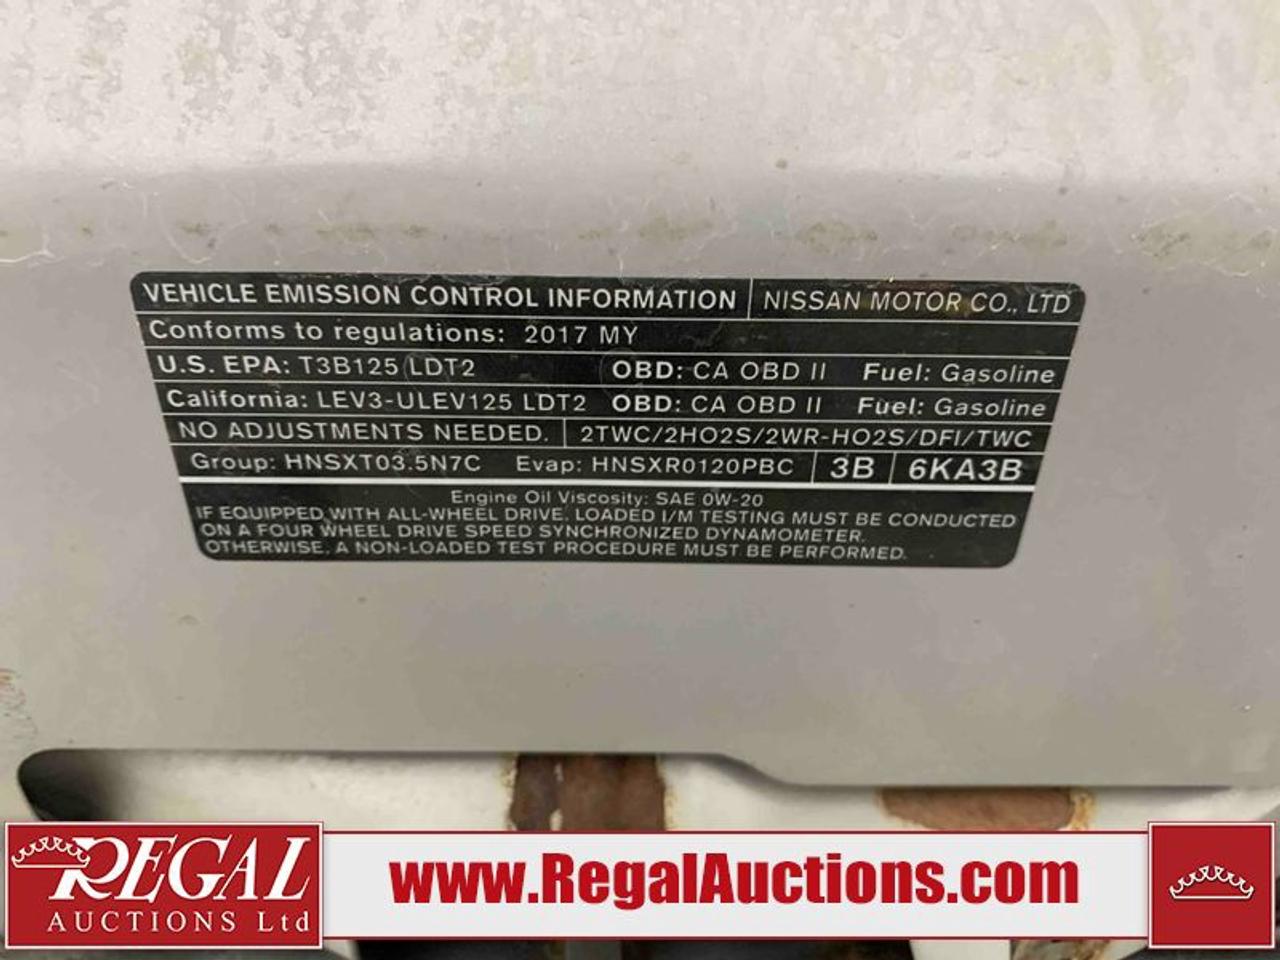 VEHICLE EMISSION CONTROL INFORMATION NISSAN MOTOR CO., LTD
Conforms to regulations: 2017 MY
U.S. EPA: T3B125 LDT2 OBD: CA OBD II Fuel: Gasoline
California: LEV3-ULEV125 LDT2 OBD: CA OBD II Fuel: Gasoline
NO ADJUSTMENTS NEEDED. 2TWC/2HO2S/2WR-HO2S/DFI/TWC
Group: HNSXT03.5N7C Evap: HNSXR0120PBC 3B 6KA3B
Engine Oil Viscosity: SAE 0W-20
IF EQUIPPED WITH ALL-WHEEL DRIVE. LOADED I/M TESTING MUST BE CONDUCTED
ON A FOUR WHEEL DRIVE SPEED SYNCHRONIZED DYNAMOMETER.
OTHERWISE, A NON-LOADED TEST PROCEDURE MUST BE PERFORMED.
REGAL
AUCTIONS Ltd
www.RegalAuctions.com